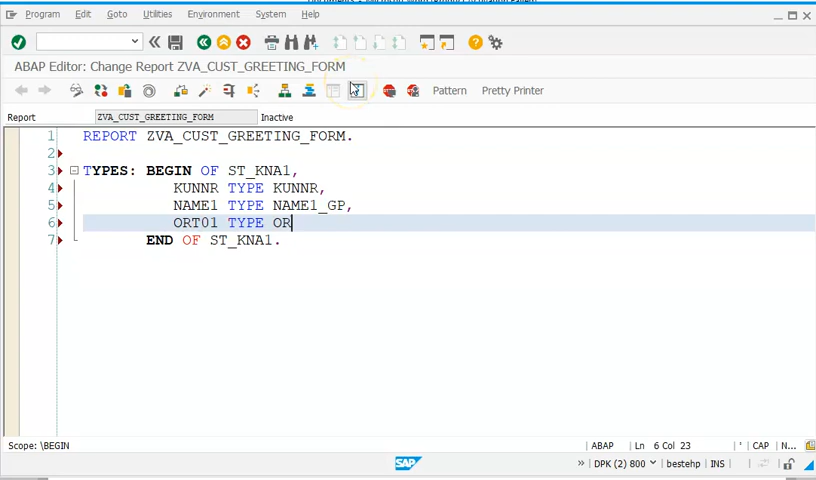 Program Edit Goto Utilities Environment System Help
ABAP Editor: Change Report ZVA_CUST_GREETING_FORM
Pattern Pretty Printer
Report ZVA_CUST_GREETING_FORM Inactive
1 REPORT ZVA_CUST_GREETING_FORM.
2
3 TYPES: BEGIN OF ST_KNA1,
4 KUNNR TYPE KUNNR,
5 NAME1 TYPE NAME1_GP,
6 ORT01 TYPE OR
7 END OF ST_KNA1.
Scope: \BEGIN ABAP Ln 6 Col 23 CAP N...
SAP » DPK (2) 800 bestehp INS